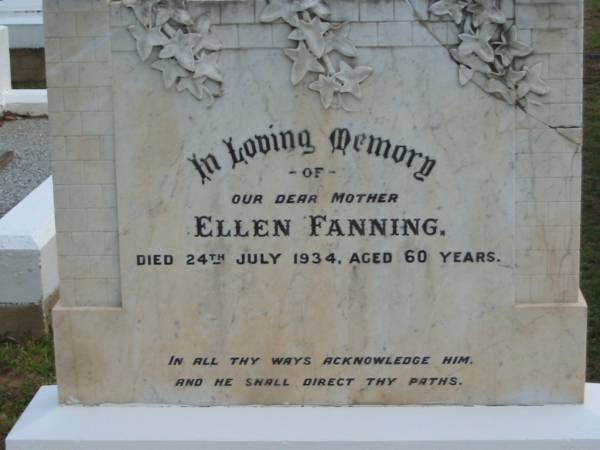 In Loving Memory
- OF -
OUR DEAR MOTHER
ELLEN FANNING.
DIED 24TH JULY 1934, AGED 60 YEARS.
IN ALL THY WAYS ACKNOWLEDGE HIM.
AND HE SHALL DIRECT THY PATHS.